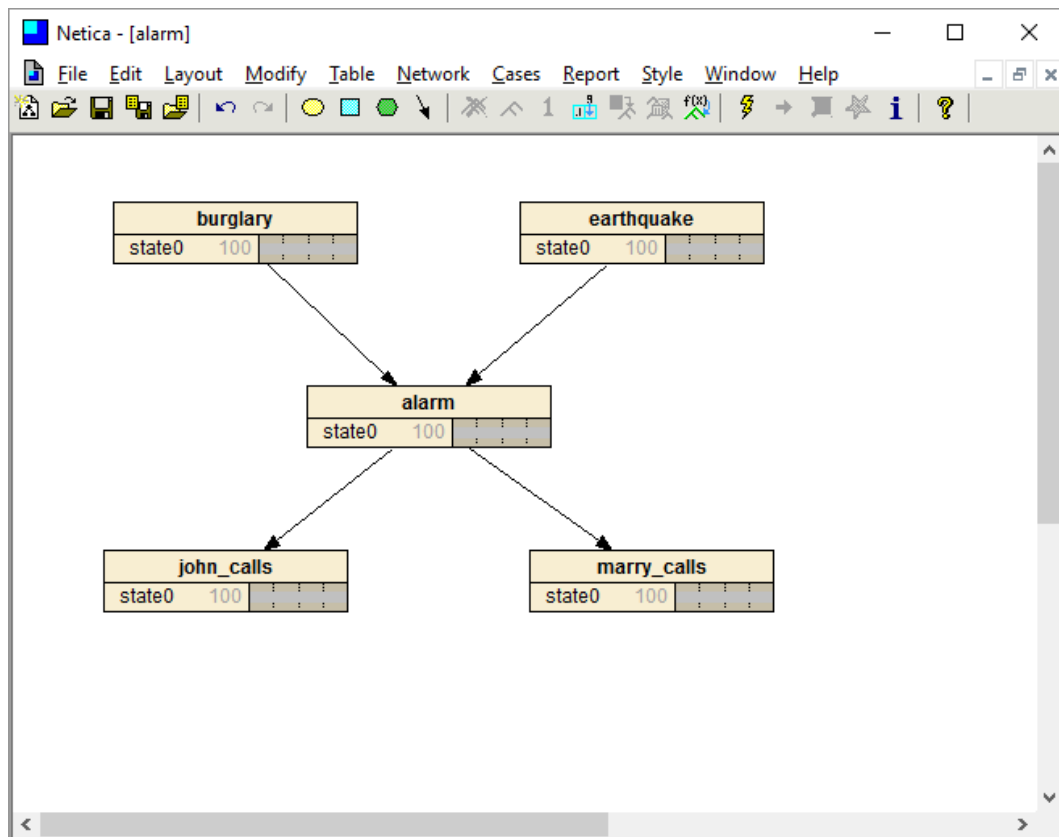 Netica - [alarm]
File Edit Layout Modify Table Network Cases Report Style Window Help
1 f(x) i ?
burglary
state0 100
earthquake
state0 100
alarm
state0 100
john_calls
state0 100
marry_calls
state0 100